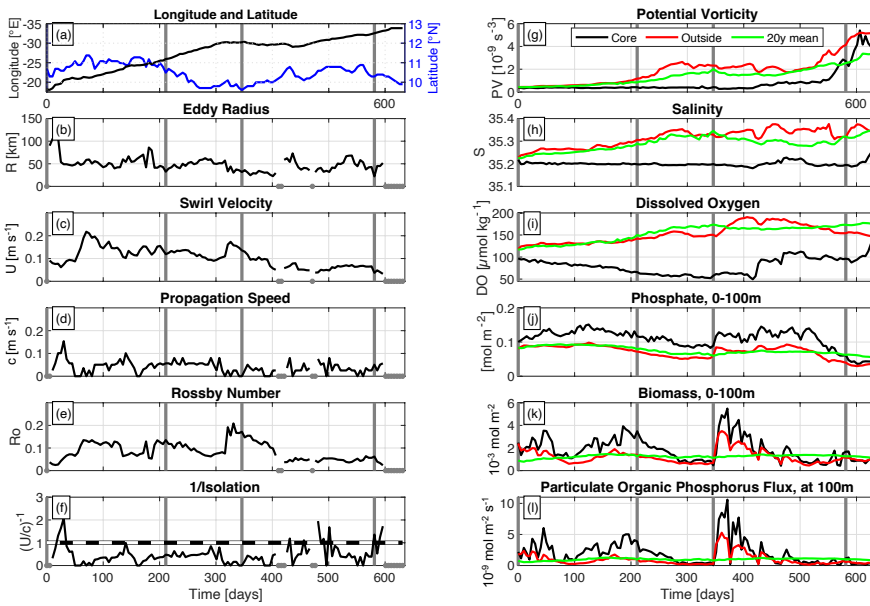 Longitude and Latitude
(a)
Longitude [°E]
-35
-30
-25
-20
Latitude [°N]
13
12
11
10
0
600
Eddy Radius
(b)
R [km]
150
100
50
0
Swirl Velocity
(c)
U [m s⁻¹]
0.2
0.1
0
Propagation Speed
(d)
c [m s⁻¹]
0.2
0.1
0
Rossby Number
(e)
Ro
0.2
0.1
0
1/Isolation
(f)
(U/c)⁻¹
2
1
0
0 100 200 300 400 500 600
Time [days]
Potential Vorticity
(g)
Core Outside 20y mean
PV [10⁻⁹ s⁻³]
6
4
2
0
0 600
Salinity
(h)
S
35.4
35.3
35.2
35.1
Dissolved Oxygen
(i)
DO [μmol kg⁻¹]
200
150
100
50
Phosphate, 0-100m
(j)
[mol m⁻²]
0.2
0.1
0
Biomass, 0-100m
(k)
10⁻³ mol m⁻²
6
4
2
0
Particulate Organic Phosphorus Flux, at 100m
(l)
10⁻⁹ mol m⁻² s⁻¹
10
5
0
0 100 200 300 400 500 600
Time [days]